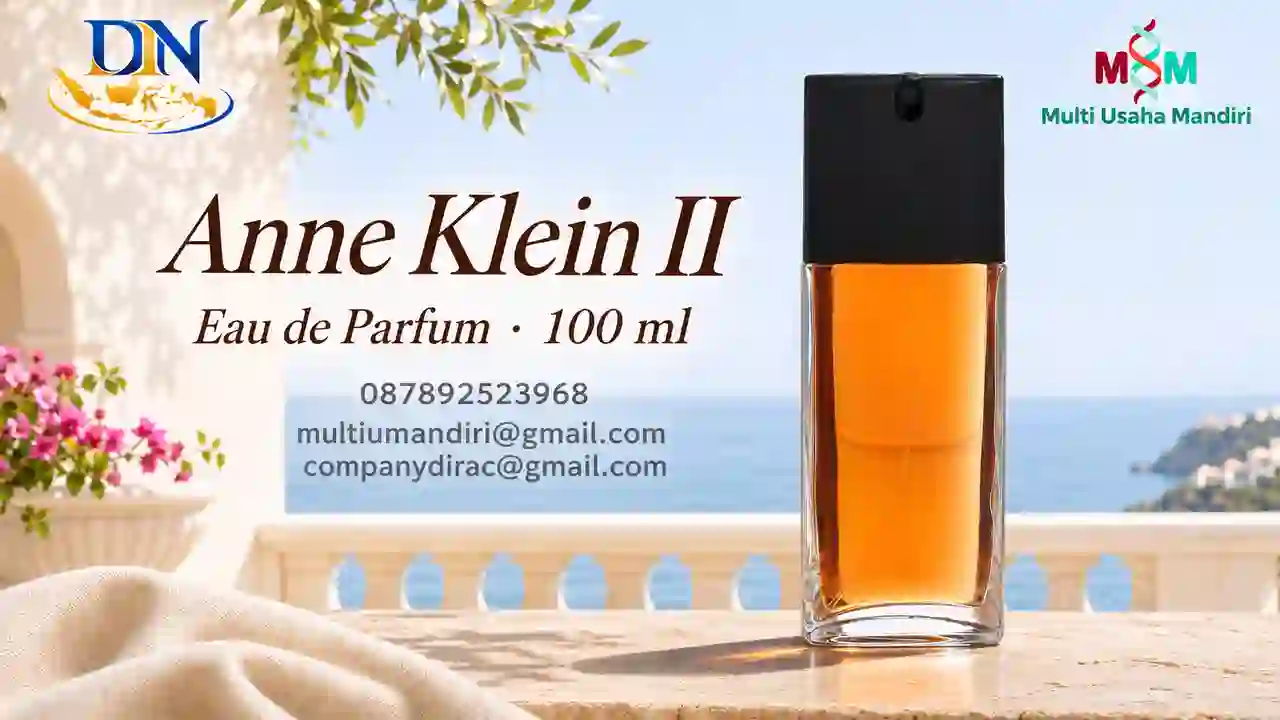 DN
MSM
Multi Usaha Mandiri
Anne Klein II
Eau de Parfum · 100 ml
087892523968
multiumandiri@gmail.com
companydirac@gmail.com